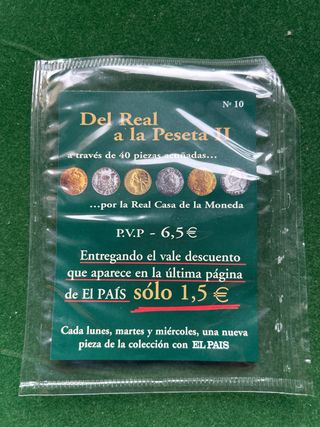 Nº 10
Del Real
a la Peseta II
a través de 40 piezas acuñadas...
...por la Real Casa de la Moneda
P.V.P - 6,5 €
Entregando el vale descuento
que aparece en la última página
de El PAÍS sólo 1,5 €
Cada lunes, martes y miércoles, una nueva
pieza de la colección con EL PAIS